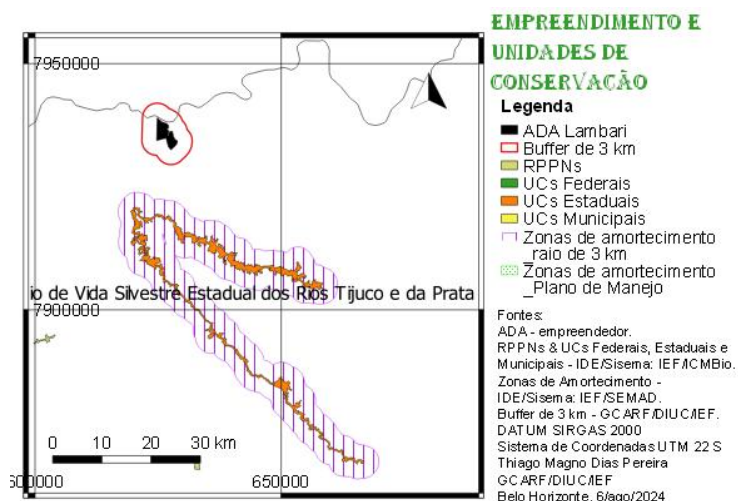 EMPREENDIMENTO E
UNIDADES DE
CONSERVAÇÃO
Legenda
ADA Lambari
Buffer de 3 km
RPPNs
UCs Federais
UCs Estaduais
UCs Municipais
Zonas de amortecimento
_raio de 3 km
Zonas de amortecimento
_Plano de Manejo
Fontes:
ADA - empreendedor.
RPPNs & UCs Federais, Estaduais e
Municipais - IDE/Sisema: IEF/ICMBio.
Zonas de Amortecimento -
IDE/Sisema: IEF/SEMAD.
Buffer de 3 km - GCARF/DIUC/IEF.
DATUM SIRGAS 2000
Sistema de Coordenadas UTM 22 S
Thiago Magno Dias Pereira
GCARF/DIUC/IEF
Belo Horizonte, 6/ago/2024
7950000
io de Vida Silvestre Estadual dos Rios Tijuco e da Prata
7900000
0 10 20 30 km
600000 650000